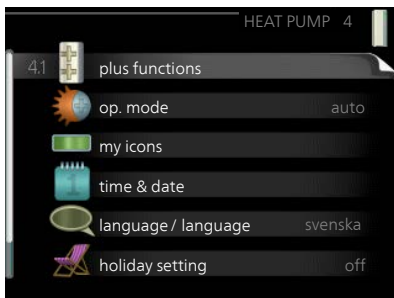 HEAT PUMP 4
4.1 plus functions
op. mode auto
my icons
time & date
language / language svenska
holiday setting off